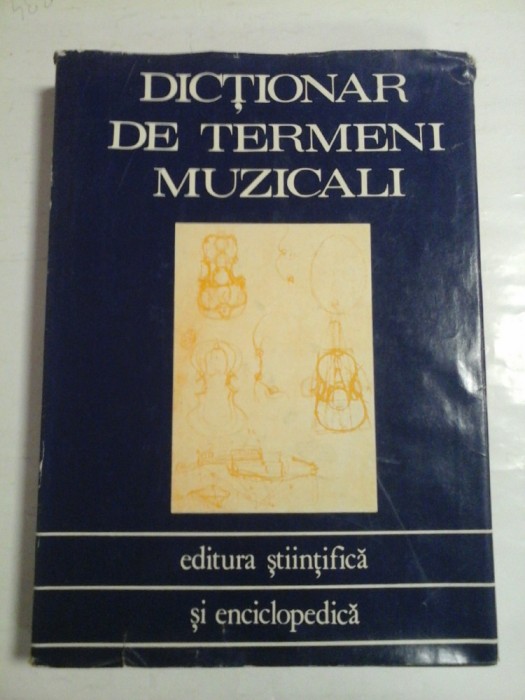 DICȚIONAR
DE TERMENI
MUZICALI
editura științifică
și enciclopedică